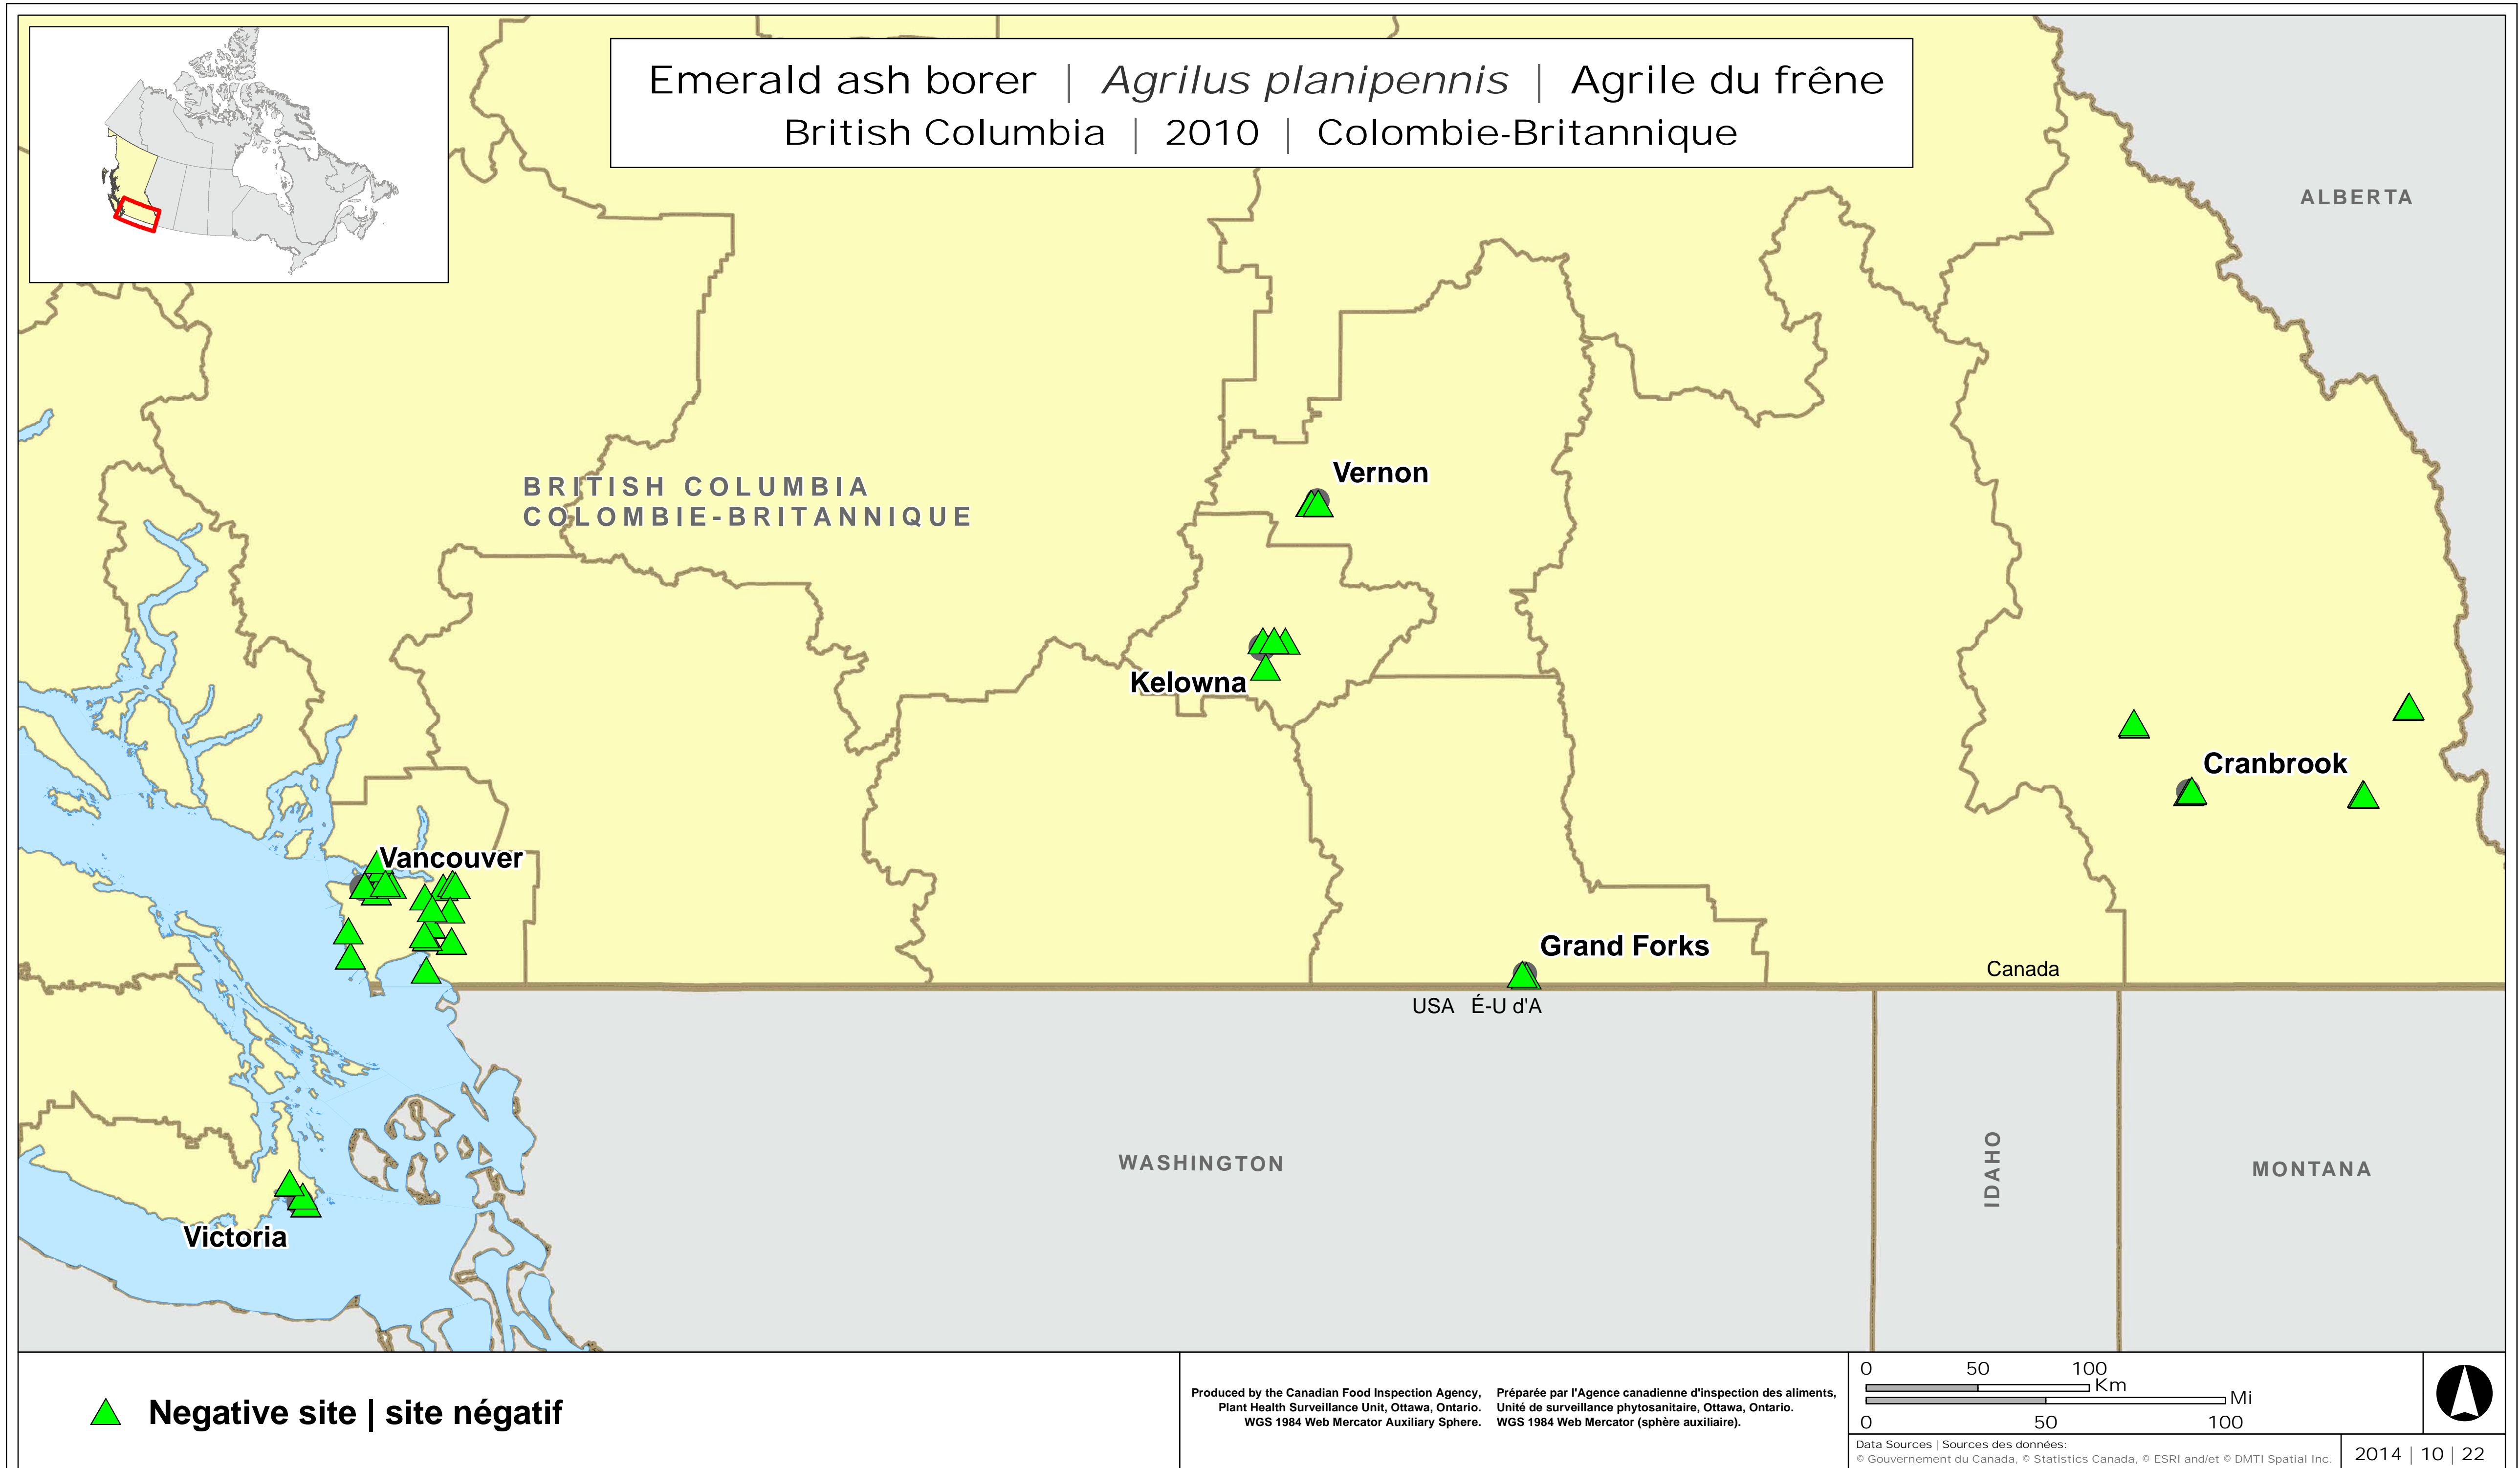 Emerald ash borer | Agrilus planipennis | Agrile du frêne
British Columbia | 2010 | Colombie-Britannique
ALBERTA
BRITISH COLUMBIA
COLOMBIE-BRITANNIQUE
Vernon
Kelowna
Cranbrook
Vancouver
Grand Forks
Canada
USA É-U d'A
WASHINGTON
IDAHO
MONTANA
Victoria
Negative site | site négatif
Produced by the Canadian Food Inspection Agency,
Plant Health Surveillance Unit, Ottawa, Ontario.
WGS 1984 Web Mercator Auxiliary Sphere.
Préparée par l'Agence canadienne d'inspection des aliments,
Unité de surveillance phytosanitaire, Ottawa, Ontario.
WGS 1984 Web Mercator (sphère auxiliaire).
0 50 100
Km
Mi
0 50 100
Data Sources | Sources des données:
© Gouvernement du Canada, © Statistics Canada, © ESRI and/et © DMTI Spatial Inc.
2014 | 10 | 22